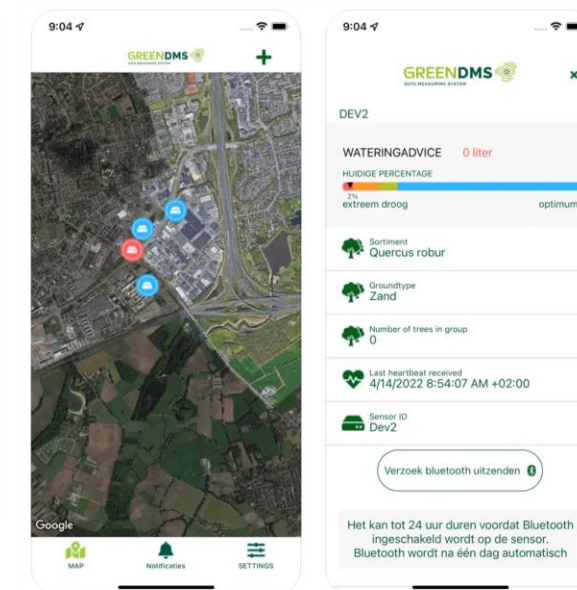 9:04
GREENDMS
DATA MEASURING SYSTEM
Google
MAP
Notificaties
SETTINGS
9:04
GREENDMS
DATA MEASURING SYSTEM
DEV2
WATERINGADVICE 0 liter
HUIDIGE PERCENTAGE
2%
extreem droog optimum
Sortiment
Quercus robur
Groundtype
Zand
Number of trees in group
0
Last heartbeat received
4/14/2022 8:54:07 AM +02:00
Sensor ID
Dev2
Verzoek bluetooth uitzenden
Het kan tot 24 uur duren voordat Bluetooth
ingeschakeld wordt op de sensor.
Bluetooth wordt na één dag automatisch